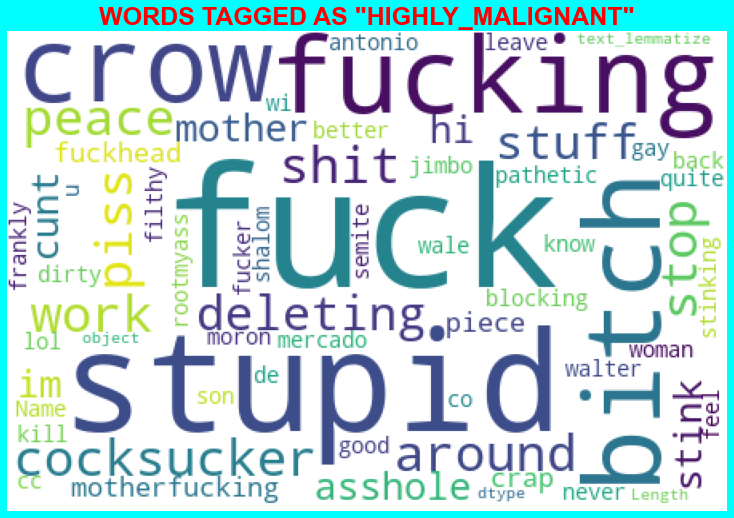 WORDS TAGGED AS "HIGHLY_MALIGNANT"
crow
fucking
antonio
leave
text_lemmatize
wi
peace
mother
better
hi
stuff
gay
back
fuckhead
shit
jimbo
pathetic
quite
u
cunt
piss
filthy
fuck
frankly
rootmyass
fucker
shalom
semite
wale
know
bitch
stop
stinking
dirty
blocking
work
deleting
piece
lol
object
moron
mercado
stupid
woman
walter
im
de
son
co
stink
feel
Name
kill
good
around
cocksucker
cc
motherfucking
asshole
crap
dtype
never
Length